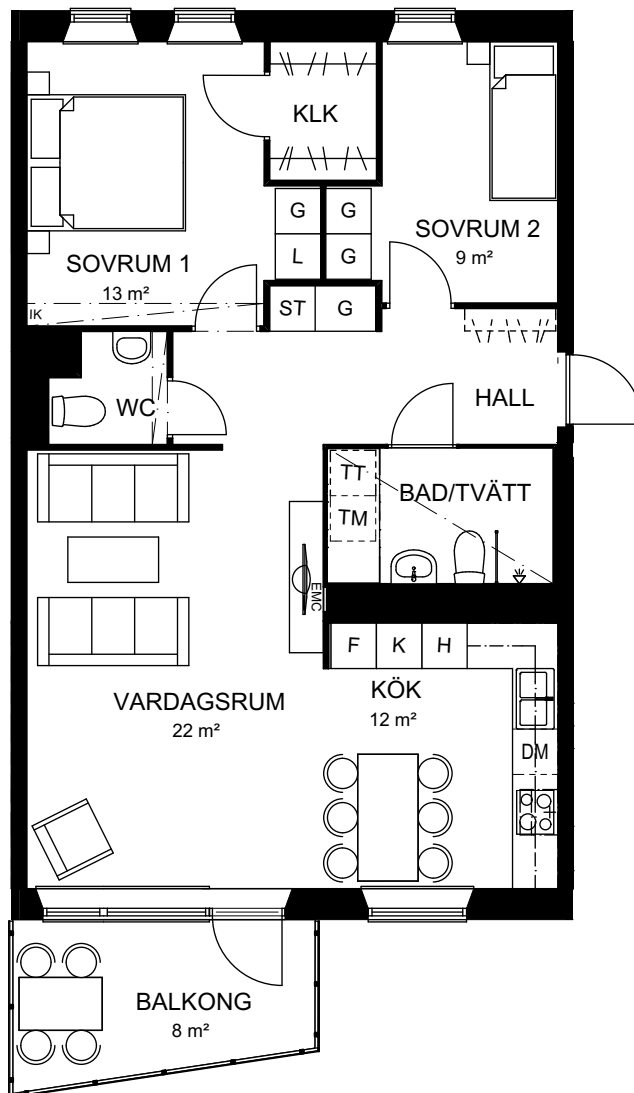 KLK
G
G
SOVRUM 2
9 m²
L
G
SOVRUM 1
13 m²
IK
ST
G
WC
HALL
TT
BAD/TVÄTT
TM
EMC
F
K
H
VARDAGSRUM
22 m²
KÖK
12 m²
DM
BALKONG
8 m²